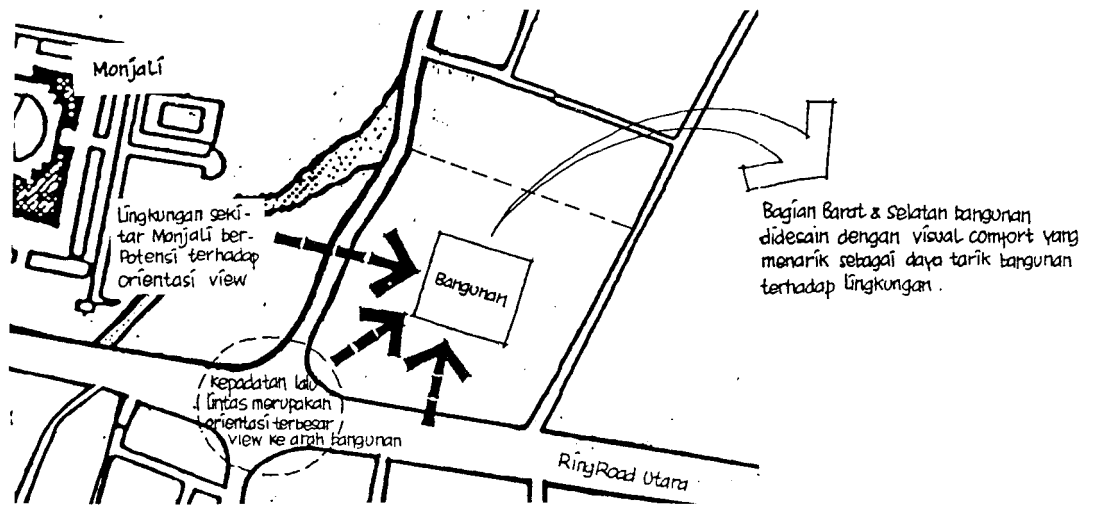 Monjali
Lingkungan seki-
tar Monjali ber-
Potensi terhadap
orientasi view
Bangunan
Bagian Barat & Selatan bangunan
didesain dengan visual comfort yang
menarik sebagai daya tarik bangunan
terhadap lingkungan.
Kepadatan lalu
lintas merupakan
orientasi terbesar
view ke arah bangunan
RingRoad Utara